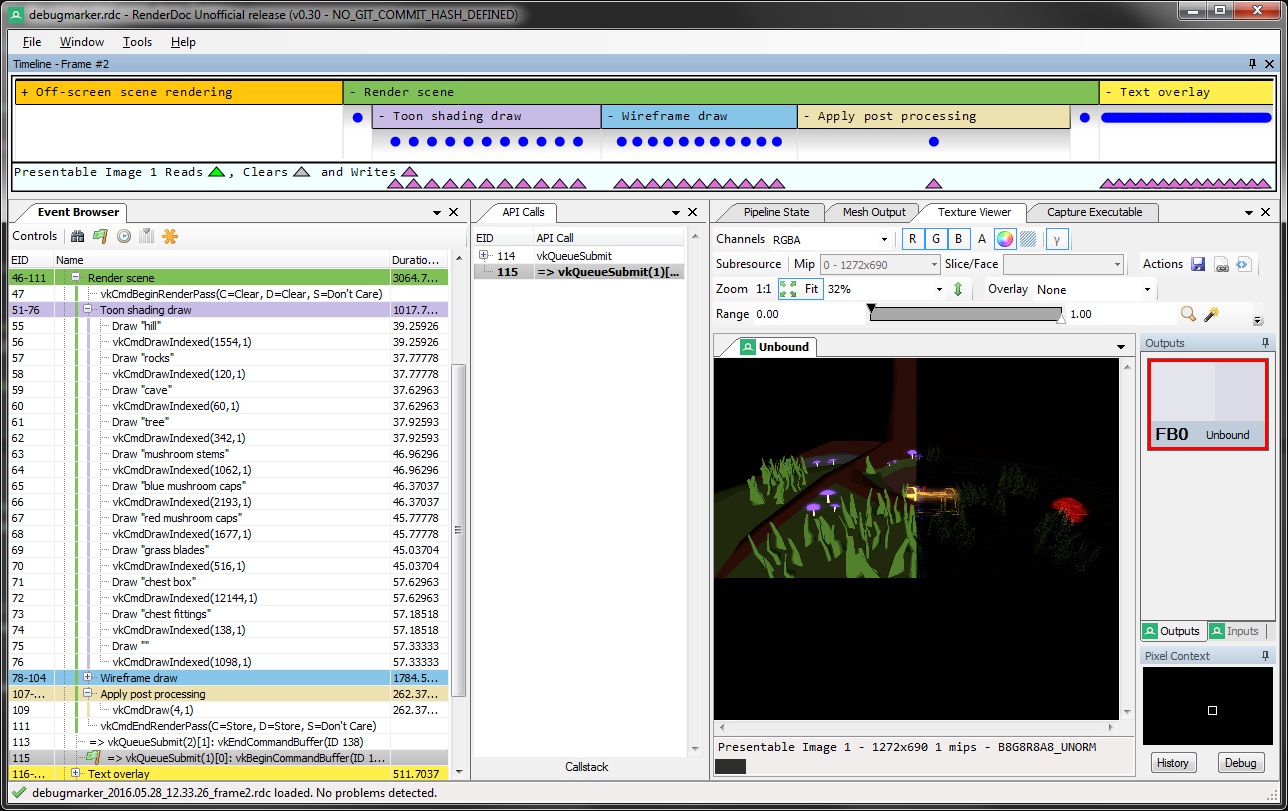 debugmarker.rdc - RenderDoc Unofficial release (v0.30 - NO_GIT_COMMIT_HASH_DEFINED)
File Window Tools Help
Timeline - Frame #2
+ Off-screen scene rendering - Render scene - Text overlay
- Toon shading draw - Wireframe draw - Apply post processing
Presentable Image 1 Reads , Clears and Writes
Event Browser
Controls
EID Name Duratio...
46-111 Render scene 3064.7...
47 vkCmdBeginRenderPass(C=Clear, D=Clear, S=Don't Care)
51-76 Toon shading draw 1017.7...
55 Draw "hill" 39.25926
56 vkCmdDrawIndexed(1554,1) 39.25926
57 Draw "rocks" 37.77778
58 vkCmdDrawIndexed(120,1) 37.77778
59 Draw "cave" 37.62963
60 vkCmdDrawIndexed(60,1) 37.62963
61 Draw "tree" 37.92593
62 vkCmdDrawIndexed(342,1) 37.92593
63 Draw "mushroom stems" 46.96296
64 vkCmdDrawIndexed(1062,1) 46.96296
65 Draw "blue mushroom caps" 46.37037
66 vkCmdDrawIndexed(2193,1) 46.37037
67 Draw "red mushroom caps" 45.77778
68 vkCmdDrawIndexed(1677,1) 45.77778
69 Draw "grass blades" 45.03704
70 vkCmdDrawIndexed(516,1) 45.03704
71 Draw "chest box" 57.62963
72 vkCmdDrawIndexed(12144,1) 57.62963
73 Draw "chest fittings" 57.18518
74 vkCmdDrawIndexed(138,1) 57.18518
75 Draw "" 57.33333
76 vkCmdDrawIndexed(1098,1) 57.33333
78-104 Wireframe draw 1784.5...
107-... Apply post processing 262.37...
109 vkCmdDraw(4,1) 262.37...
111 vkCmdEndRenderPass(C=Store, D=Store, S=Don't Care)
113 => vkQueueSubmit(2)[1]: vkEndCommandBuffer(ID 138)
115 => vkQueueSubmit(1)[0]: vkBeginCommandBuffer(ID 1...
116-... Text overlay 511.7037
API Calls
EID API Call
114 vkQueueSubmit
115 => vkQueueSubmit(1)[...
Callstack
Pipeline State Mesh Output Texture Viewer Capture Executable
Channels RGBA R G B A γ
Subresource Mip 0 - 1272x690 Slice/Face Actions
Zoom 1:1 Fit 32% Overlay None
Range 0.00 1.00
Unbound
Outputs
FB0 Unbound
Outputs Inputs
Pixel Context
History Debug
Presentable Image 1 - 1272x690 1 mips - B8G8R8A8_UNORM
debugmarker_2016.05.28_12.33.26_frame2.rdc loaded. No problems detected.